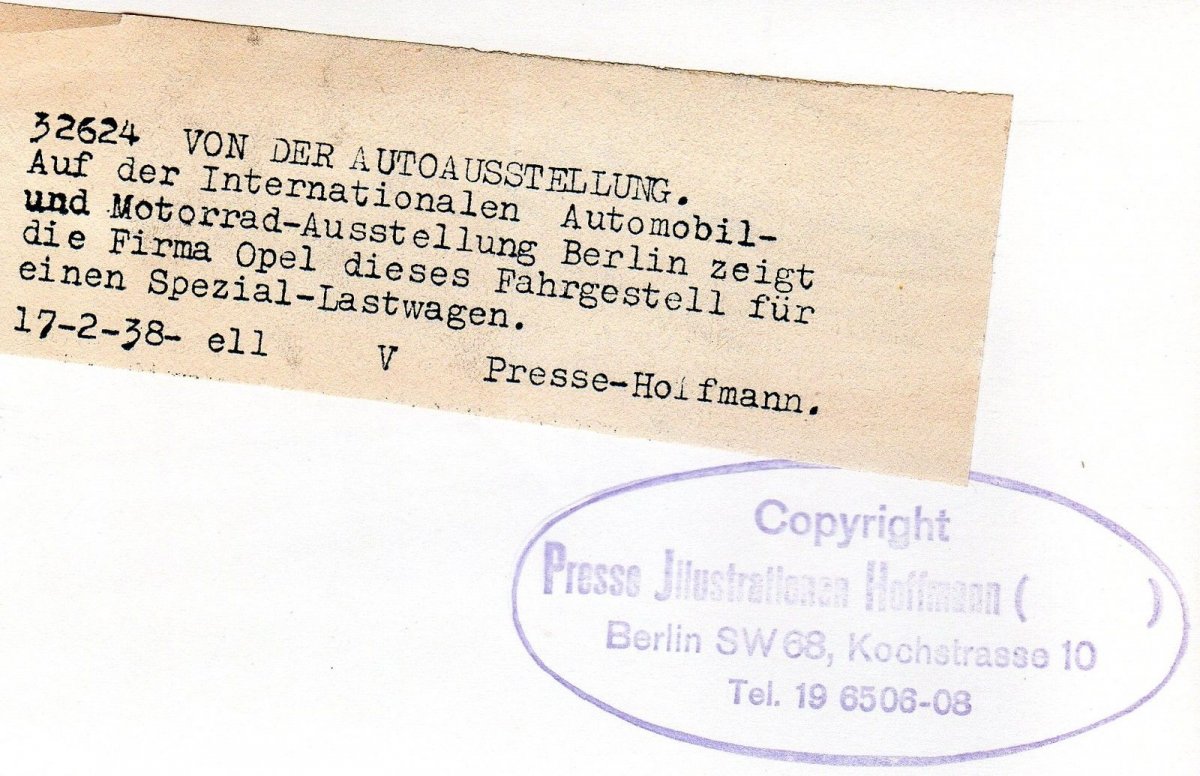 32624 VON DER AUTOAUSSTELLUNG.
Auf der Internationalen Automobil-
und Motorrad-Ausstellung Berlin zeigt
die Firma Opel dieses Fahrgestell für
einen Spezial-Lastwagen.
17-2-38- ell V Presse-Hoffmann.
Copyright
Presse Jllustrationen Hoffmann ( )
Berlin SW 68, Kochstrasse 10
Tel. 19 6506-08